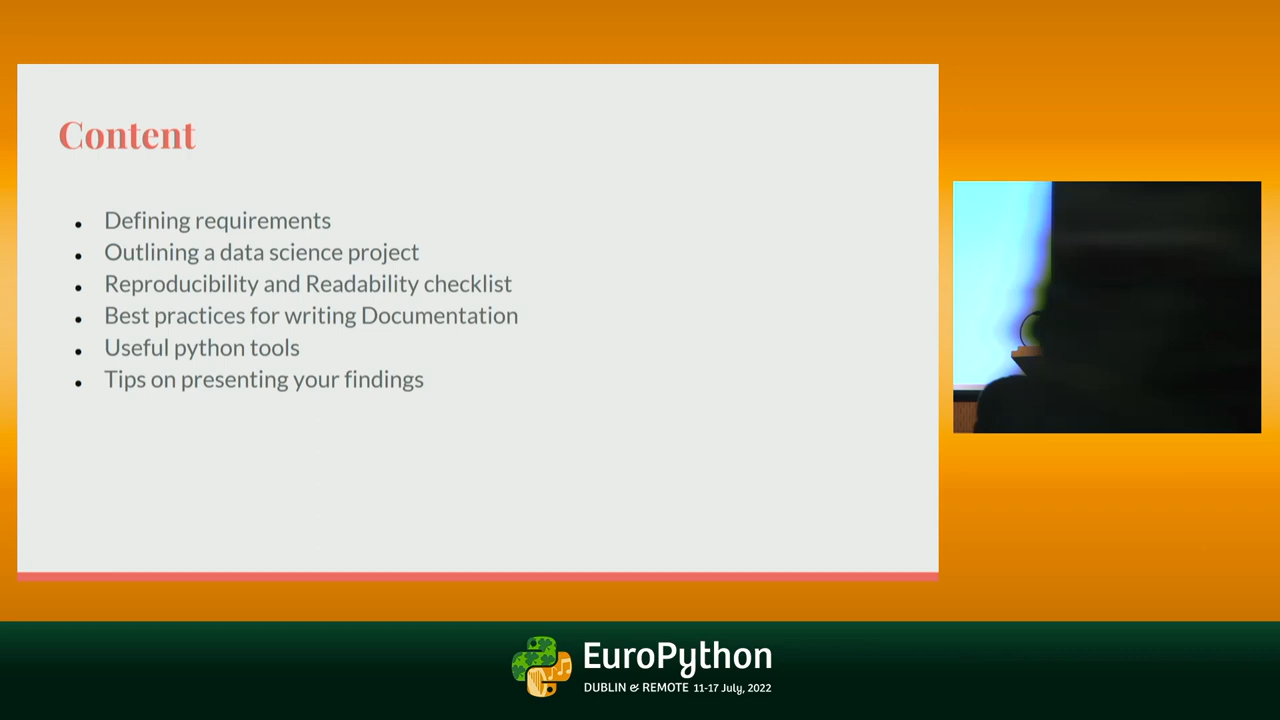 Content
Defining requirements
Outlining a data science project
Reproducibility and Readability checklist
Best practices for writing Documentation
Useful python tools
Tips on presenting your findings
EuroPython
DUBLIN & REMOTE 11-17 July, 2022